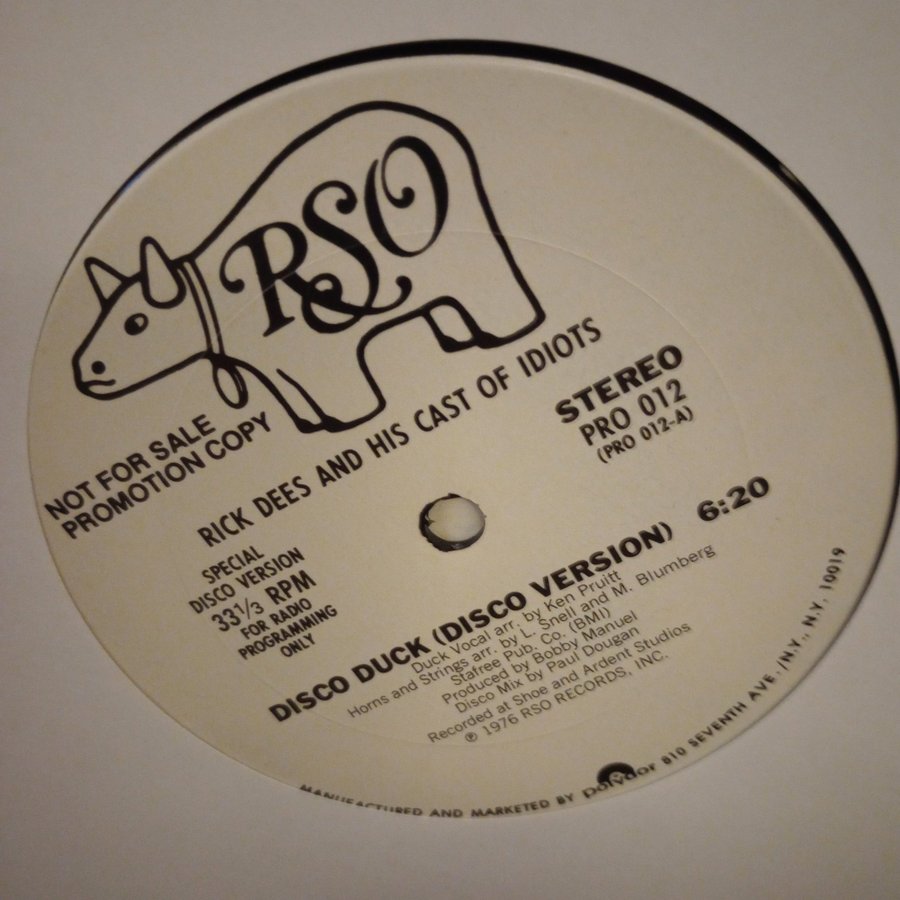 RSO
NOT FOR SALE
PROMOTION COPY
RICK DEES AND HIS CAST OF IDIOTS
STEREO
PRO 012
(PRO 012-A)
SPECIAL
DISCO VERSION
33 1/3 RPM
FOR RADIO
PROGRAMMING
ONLY
DISCO DUCK (DISCO VERSION) 6:20
Duck Vocal arr. by Ken Pruitt
Horns and Strings arr. by L. Snell and M. Blumberg
Stafree Pub. Co. (BMI)
Produced by Bobby Manuel
Disco Mix by Paul Dougan
Recorded at Shoe and Ardent Studios
℗ 1976 RSO RECORDS, INC.
MANUFACTURED AND MARKETED BY polydor 810 SEVENTH AVE., N.Y., N.Y. 10019